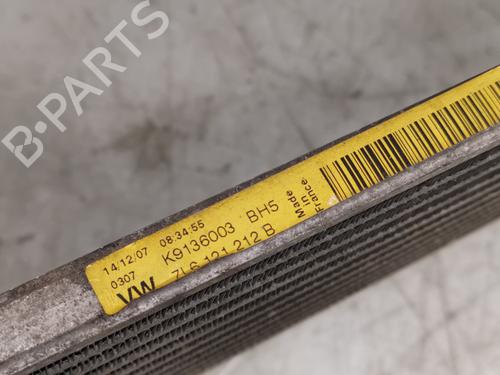 B-PARTS
14/12/07 08:34:55
0307
K9136003 BH5
VW 7L6 121 212 B
Made
in
France